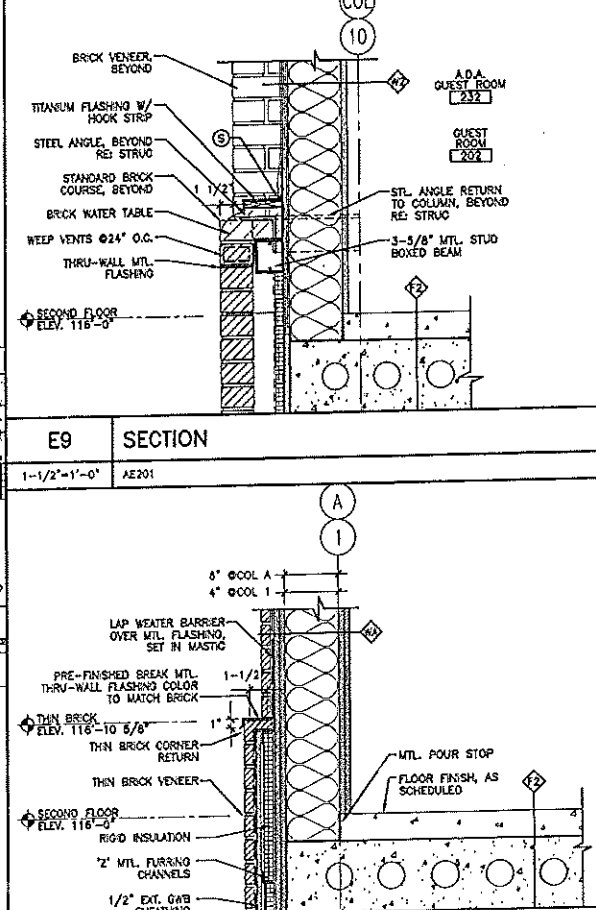 COL
10
BRICK VENEER,
BEYOND
TITANIUM FLASHING W/
HOOK STRIP
STEEL ANGLE, BEYOND
RE: STRUC
STANDARD BRICK
COURSE, BEYOND
1 1/2"
BRICK WATER TABLE
WEEP VENTS @24" O.C.
THRU-WALL MTL.
FLASHING
SECOND FLOOR
ELEV. 116'-0"
S
W2
A.D.A.
GUEST ROOM
232
GUEST
ROOM
202
STL. ANGLE RETURN
TO COLUMN, BEYOND
RE: STRUC
3-5/8" MTL. STUD
BOXED BEAM
F2
E9 SECTION
1-1/2"=1'-0" AE201
A
1
8" @COL A
4" @COL 1
LAP WEATER BARRIER
OVER MTL. FLASHING,
SET IN MASTIC
PRE-FINISHED BREAK MTL.
THRU-WALL FLASHING COLOR
TO MATCH BRICK
1-1/2
THIN BRICK
ELEV. 116'-10 5/8"
1"
THIN BRICK CORNER
RETURN
THIN BRICK VENEER
SECOND FLOOR
ELEV. 116'-0"
RIGID INSULATION
'Z' MTL. FURRING
CHANNELS
1/2" EXT. GWB
MTL. POUR STOP
FLOOR FINISH, AS
SCHEDULED
F2